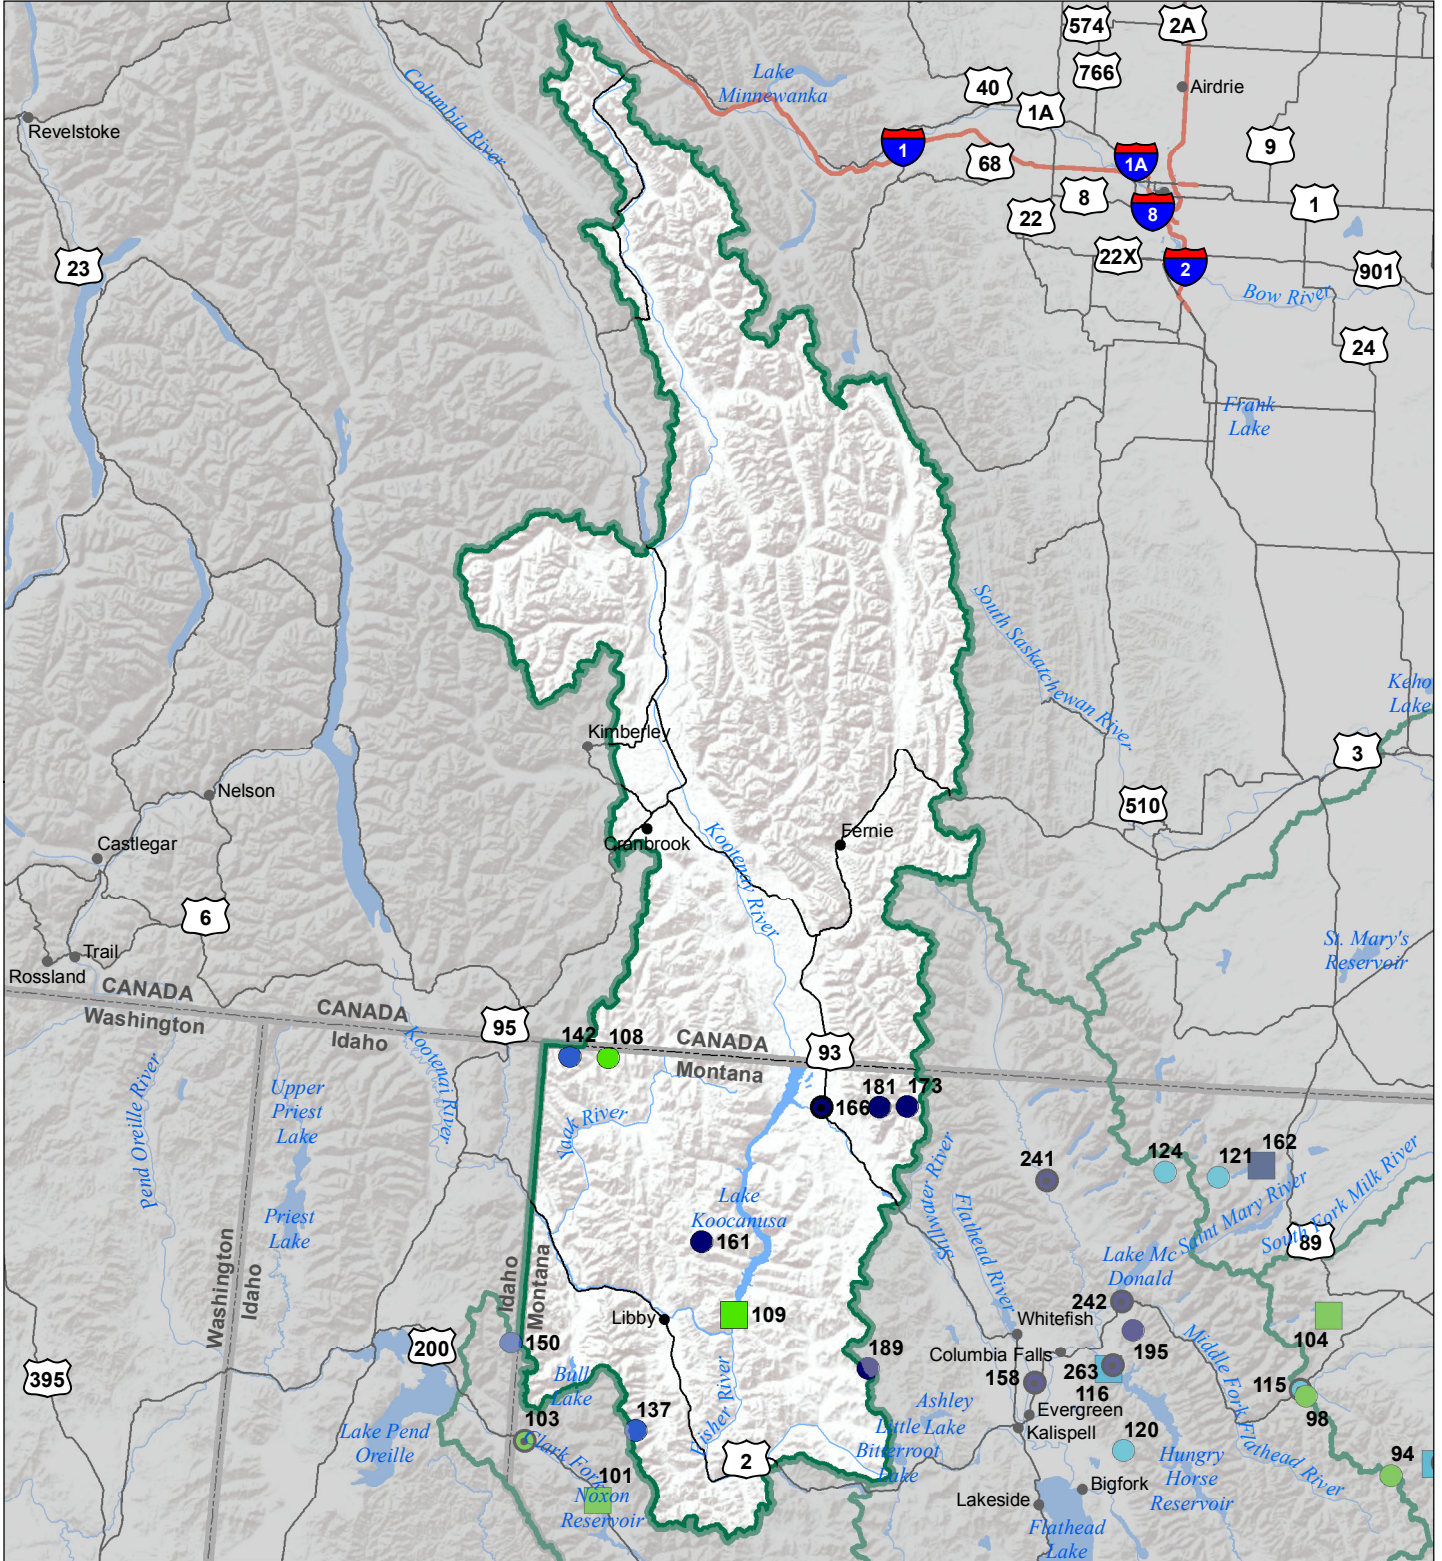 574
2A
766
Airdrie
Lake
Minnewanka
40
1A
Columbia River
Revelstoke
1
68
1A
9
8
8
22
1
22X
2
901
23
Bow River
24
Frank
Lake
South Saskatchewan River
Keho
Lake
Kimberley
3
Nelson
510
Castlegar
Cranbrook
Kootenay River
Fernie
6
Trail
Rossland
St. Mary's
Reservoir
CANADA
Washington
CANADA
Idaho
95
142
108
CANADA
Montana
93
Kootenai River
Pend Oreille River
Upper
Priest
Lake
Yaak River
166
181
173
241
124
121
162
Stillwater River
Flathead River
Saint Mary River
South Fork Milk River
89
Priest
Lake
Lake
Koocanusa
161
Lake Mc
Donald
Washington
Idaho
Idaho
Montana
242
Libby
109
Whitefish
104
150
200
Columbia Falls
195
263
116
158
189
Middle Fork Flathead River
395
Bull
Lake
115
98
Ashley
Lake
Little
Bitterroot
Lake
Evergreen
Kalispell
103
137
Fisher River
Lake Pend
Oreille
Clark Fork
120
94
2
101
Noxon
Reservoir
Hungry
Horse
Reservoir
Bigfork
Lakeside
Flathead
Lake